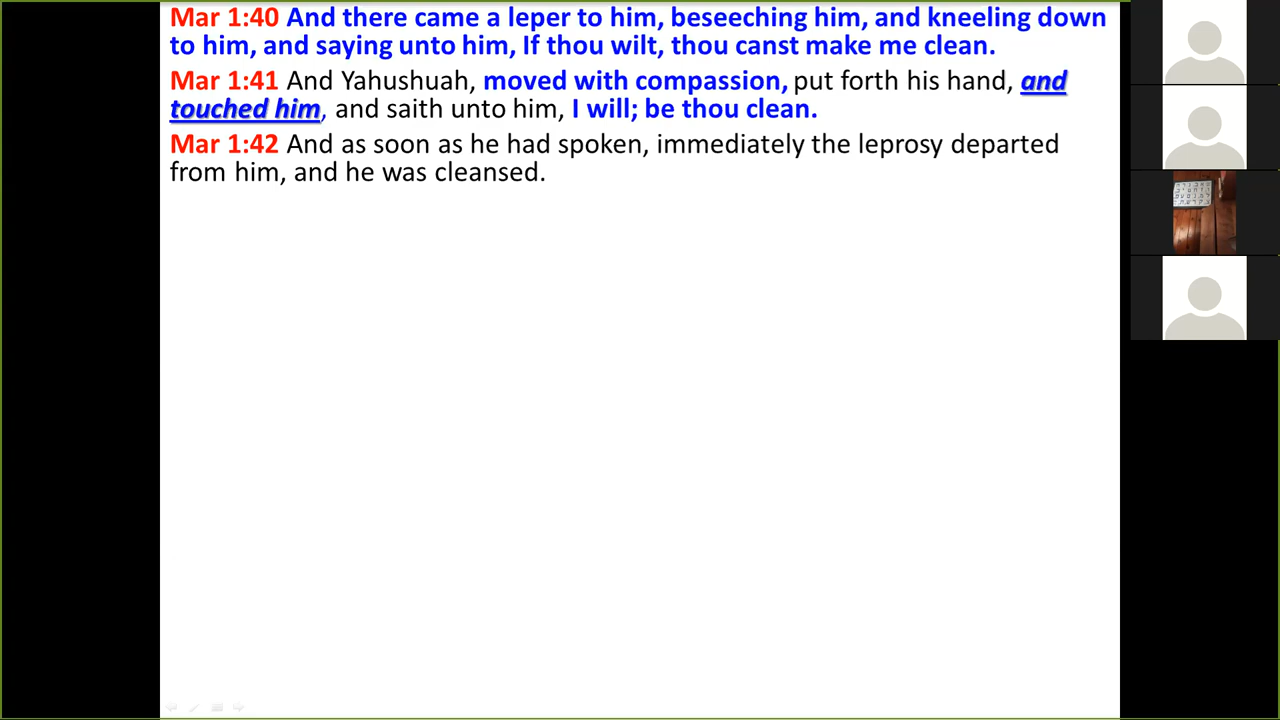 Mar 1:40 And there came a leper to him, beseeching him, and kneeling down
to him, and saying unto him, If thou wilt, thou canst make me clean.
Mar 1:41 And Yahushuah, moved with compassion, put forth his hand, and
touched him, and saith unto him, I will; be thou clean.
Mar 1:42 And as soon as he had spoken, immediately the leprosy departed
from him, and he was cleansed.